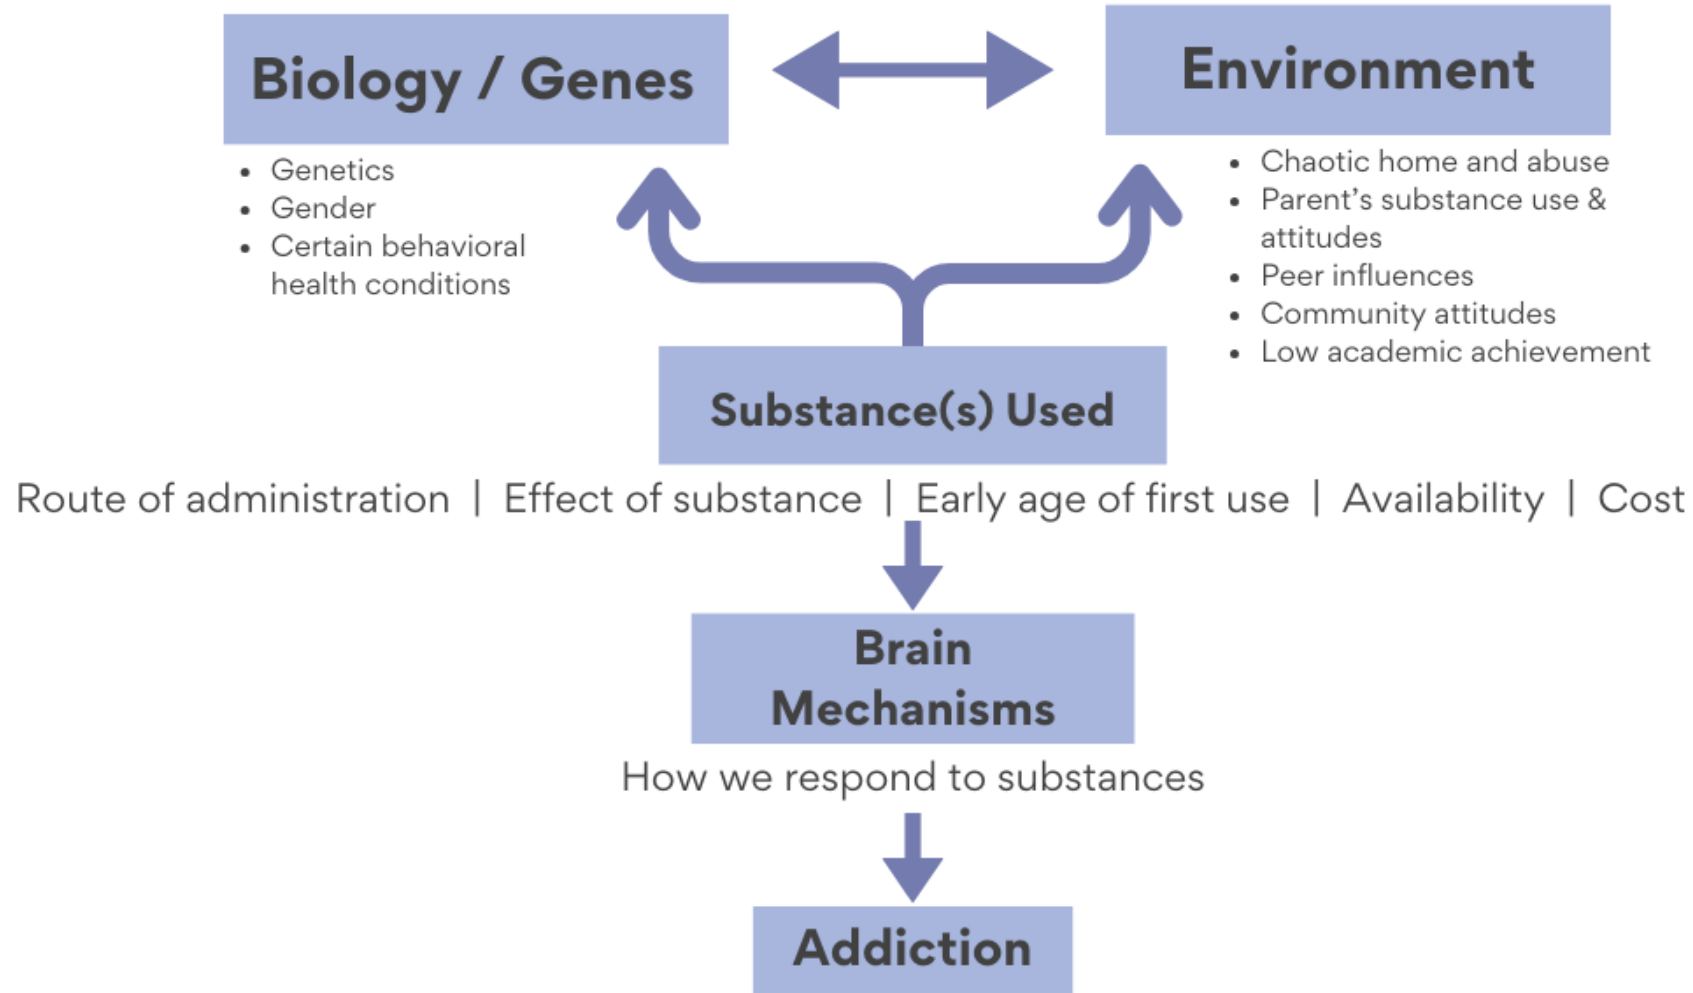 Biology / Genes
• Genetics
• Gender
• Certain behavioral
health conditions
Environment
• Chaotic home and abuse
• Parent’s substance use &
attitudes
• Peer influences
• Community attitudes
• Low academic achievement
Substance(s) Used
Route of administration | Effect of substance | Early age of first use | Availability | Cost
Brain
Mechanisms
How we respond to substances
Addiction